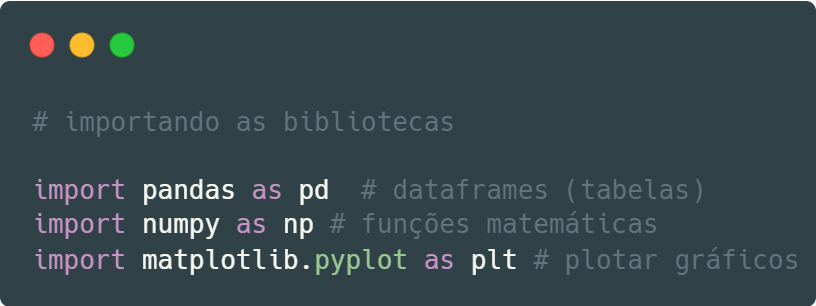 # importando as bibliotecas
import pandas as pd  # dataframes (tabelas)
import numpy as np # funções matemáticas
import matplotlib.pyplot as plt # plotar gráficos